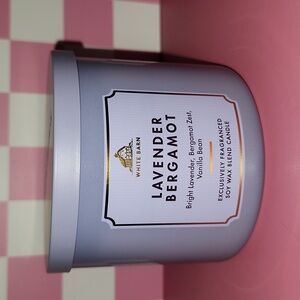 WHITE BARN
LAVENDER
BERGAMOT
Bright Lavender, Bergamot Zest,
Vanilla Bean
EXCLUSIVELY FRAGRANCED
SOY WAX BLEND CANDLE